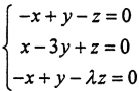 -x + y - z = 0
x - 3y + z = 0
-x + y - λz = 0